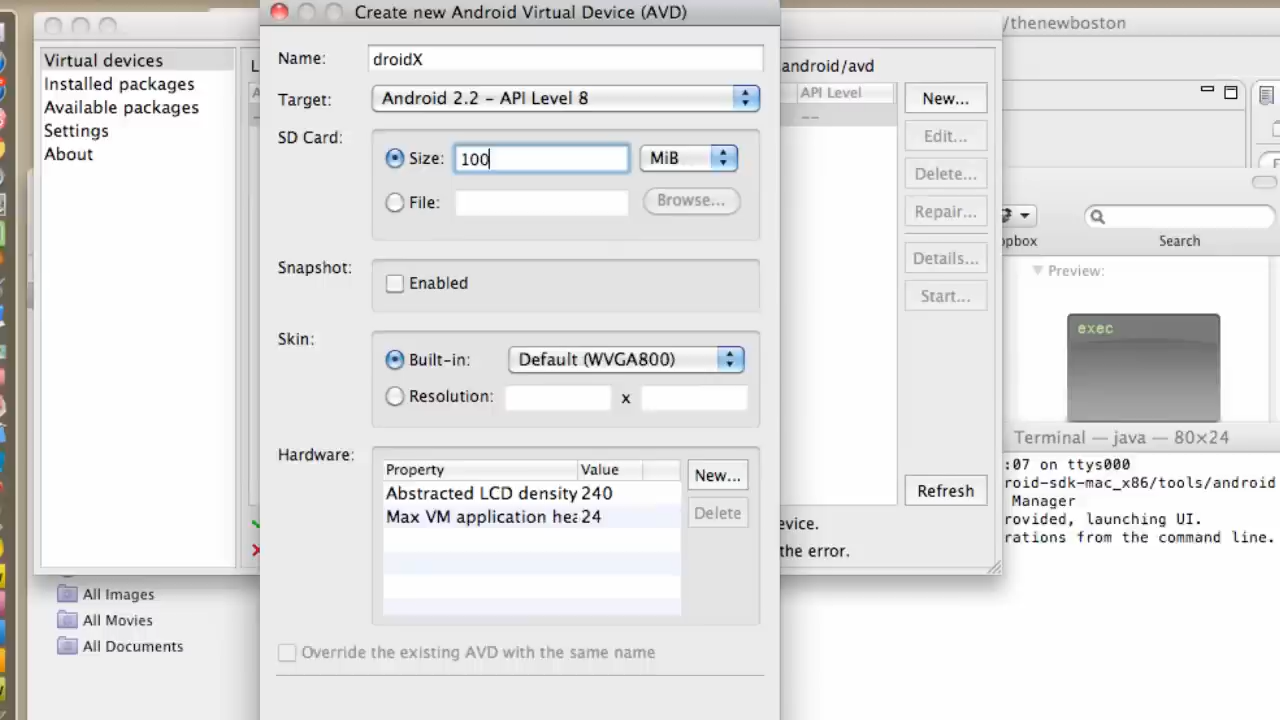 Create new Android Virtual Device (AVD)
/thenewboston
Virtual devices
Installed packages
Available packages
Settings
About
Name: droidX
Target: Android 2.2 – API Level 8
SD Card:
Size: 100 MiB
File: Browse...
Snapshot:
Enabled
Skin:
Built-in: Default (WVGA800)
Resolution: x
Hardware:
Property Value
Abstracted LCD density 240
Max VM application hea 24
New...
Delete
Override the existing AVD with the same name
android/avd
API Level
--
New...
Edit...
Delete...
Repair...
Details...
Start...
Refresh
evice.
the error.
All Images
All Movies
All Documents
pbox
Search
Preview:
exec
Terminal — java — 80×24
:07 on ttys000
roid-sdk-mac_x86/tools/android
Manager
rovided, launching UI.
rations from the command line.